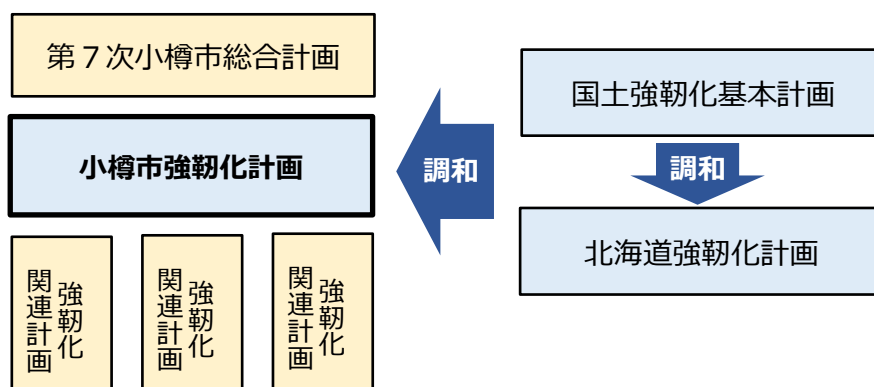 第７次小樽市総合計画
小樽市強靭化計画
強靭化
関連計画
強靭化
関連計画
強靭化
関連計画
調和
国土強靭化基本計画
調和
北海道強靭化計画